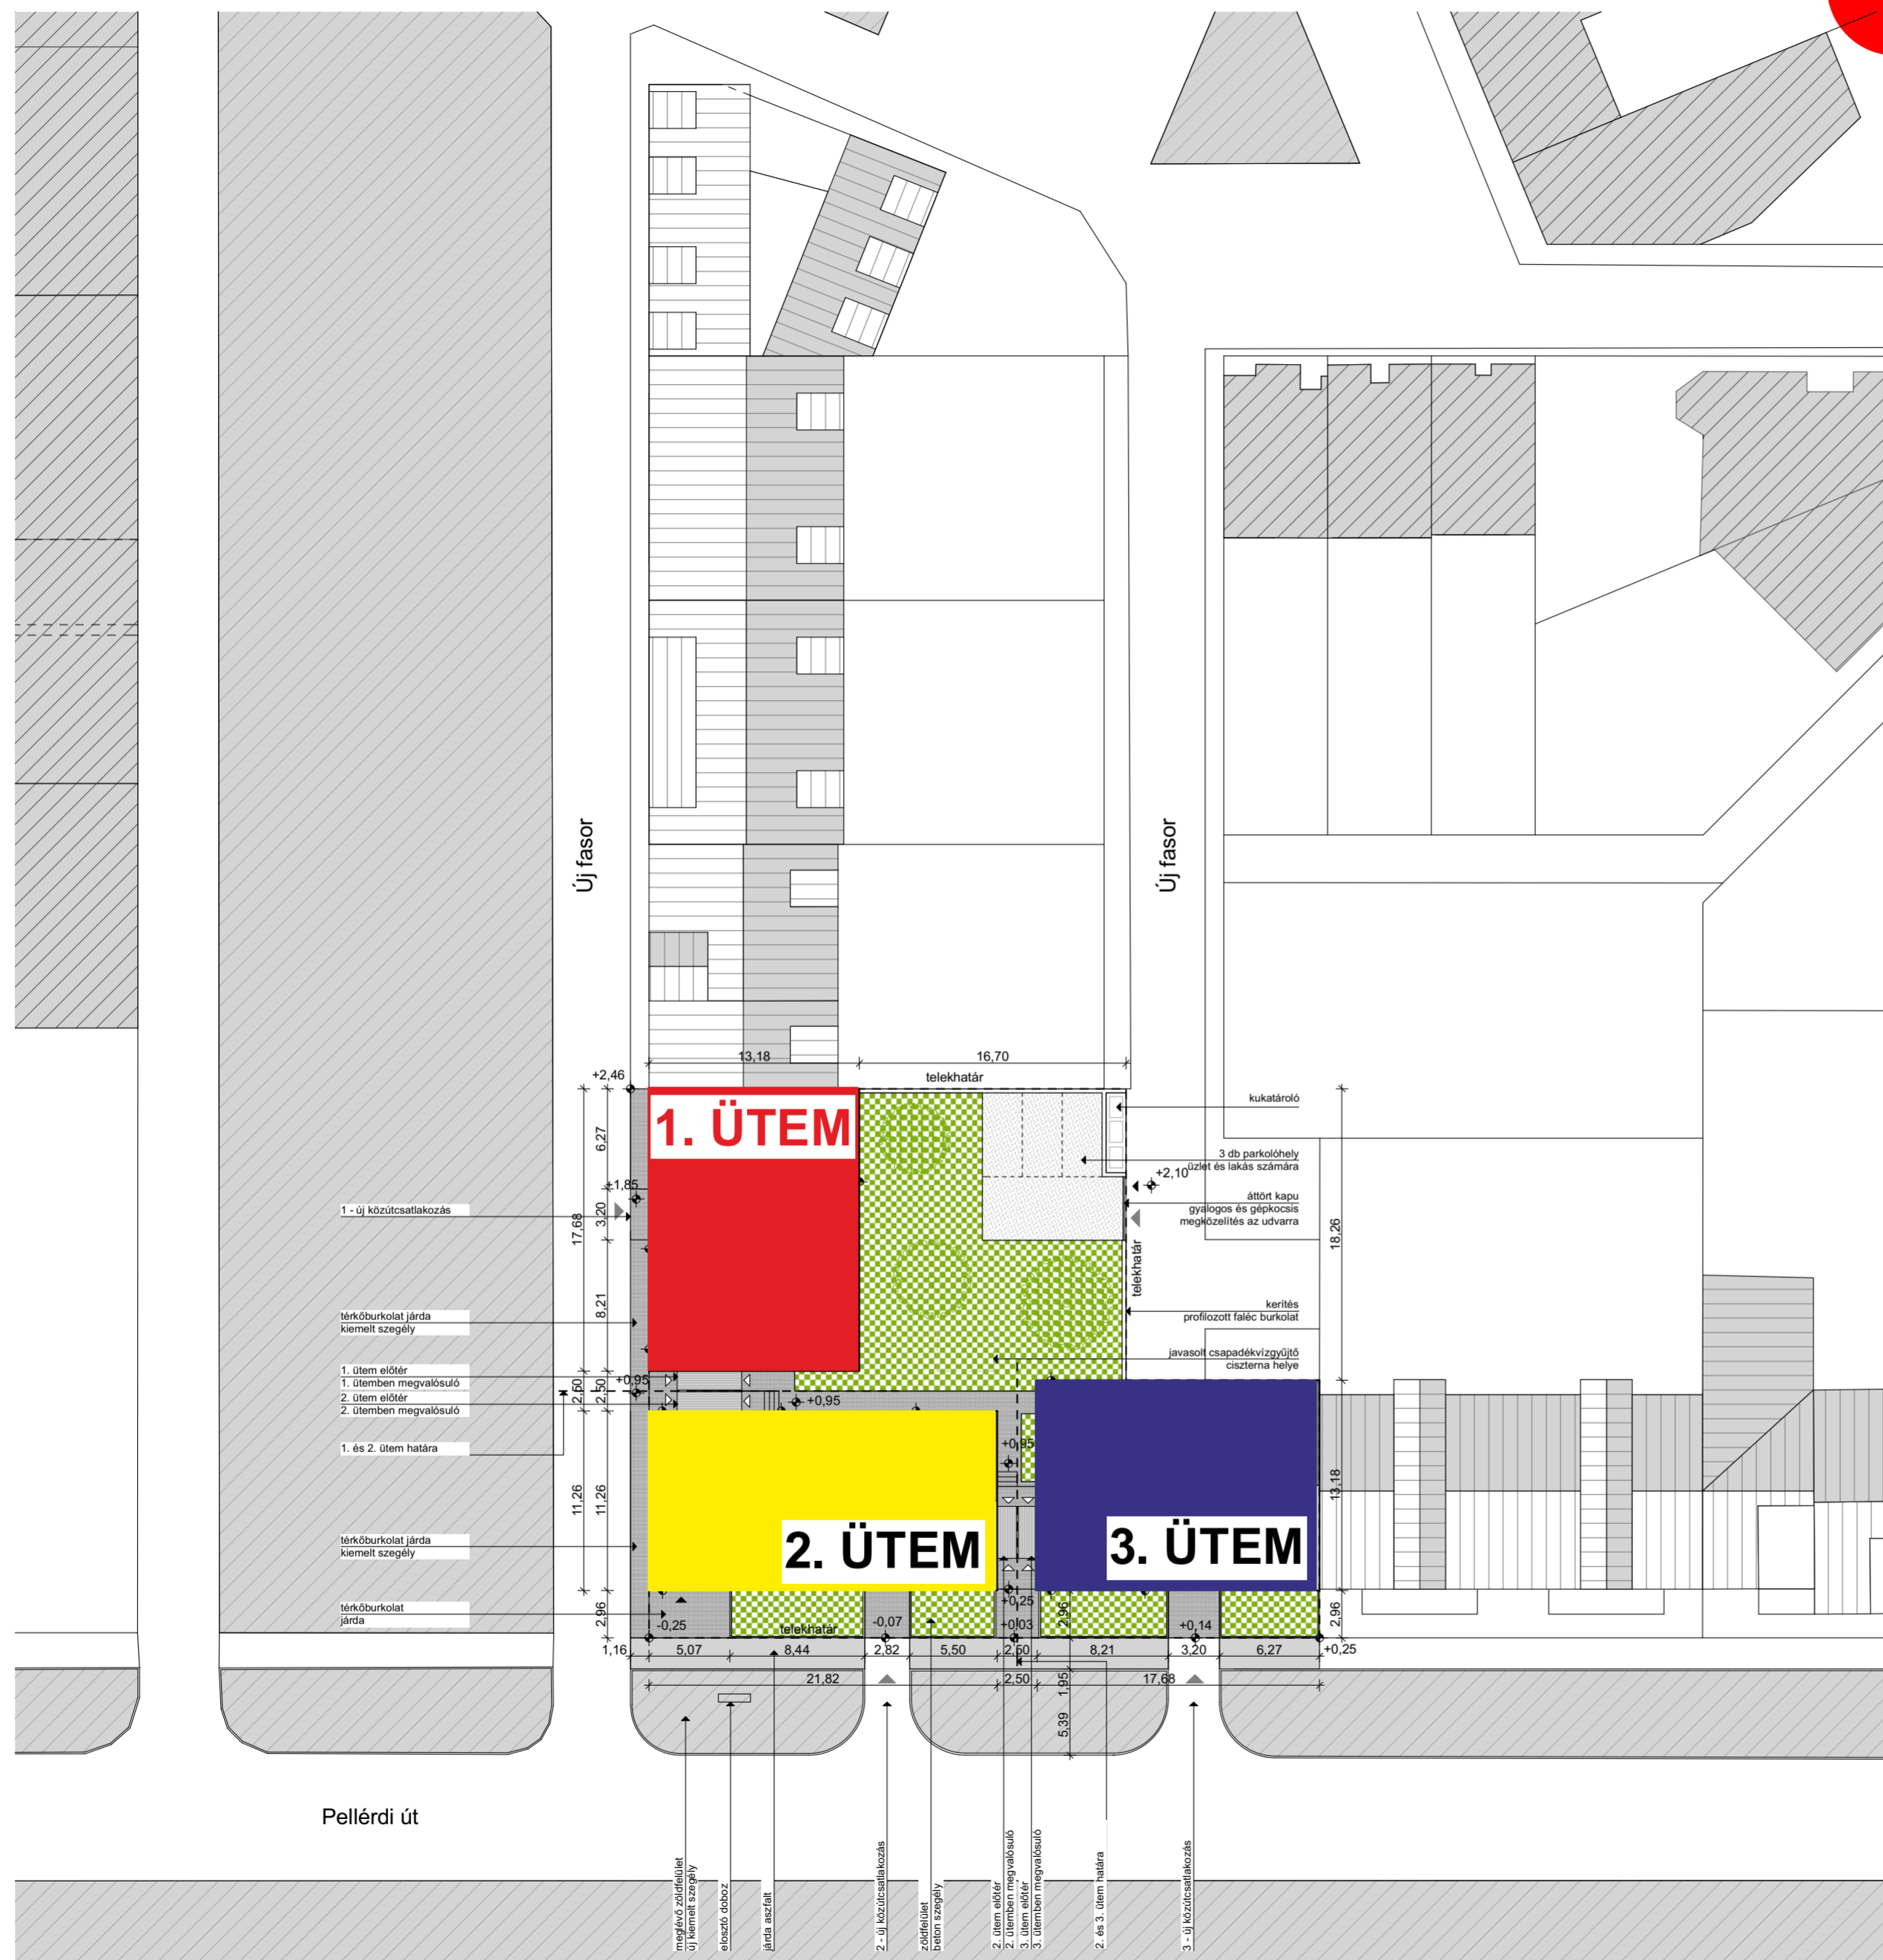 Új fasor
Új fasor
13,18
16,70
telekhatár
+2,46
1. ÜTEM
kukatároló
6,27
3 db parkolóhely
üzlet és lakás számára
+2,10
+1,85
áttört kapu
gyalogos és gépkocsis
megközelítés az udvarra
1 - új közútcsatlakozás
3,20
17,68
18,26
telekhatár
8,21
kerítés
profilozott faléc burkolat
térkőburkolat járda
kiemelt szegély
javasolt csapadékvízgyűjtő
ciszterna helye
1. ütem előtér
1. ütemben megvalósuló
2. ütem előtér
2. ütemben megvalósuló
+0,95
2,50
2,50
+0,95
1. és 2. ütem határa
+0,95
11,26
11,26
13,18
2. ÜTEM
3. ÜTEM
térkőburkolat járda
kiemelt szegély
térkőburkolat
járda
2,96
-0,25
telekhatár
-0,07
+0,25
+0,03
2,96
+0,14
2,96
1,16
5,07
8,44
2,82
5,50
2,50
8,21
3,20
6,27
+0,25
21,82
2,50
17,68
1,95
5,39
Pellérdi út
meglévő zöldfelület
új kiemelt szegély
elosztó doboz
járda aszfalt
2 - új közútcsatlakozás
zöldfelület
beton szegély
2. ütem előtér
2. ütemben megvalósuló
3. ütem előtér
3. ütemben megvalósuló
2. és 3. ütem határa
3 - új közútcsatlakozás